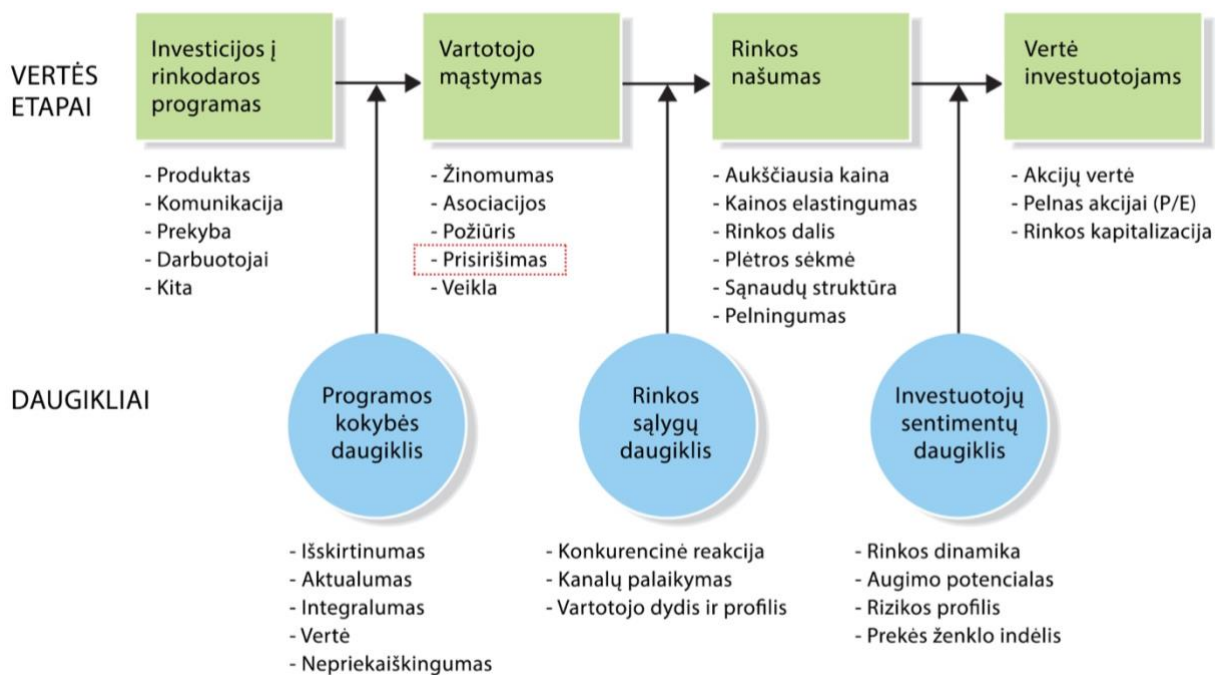 VERTĖS
ETAPAI
Investicijos į
rinkodaros
programas
Vartotojo
mąstymas
Rinkos
našumas
Vertė
investuotojams
- Produktas
- Komunikacija
- Prekyba
- Darbuotojai
- Kita
- Žinomumas
- Asociacijos
- Požiūris
- Prisirišimas
- Veikla
- Aukščiausia kaina
- Kainos elastingumas
- Rinkos dalis
- Plėtros sėkmė
- Sąnaudų struktūra
- Pelningumas
- Akcijų vertė
- Pelnas akcijai (P/E)
- Rinkos kapitalizacija
DAUGIKLIAI
Programos
kokybės
daugiklis
Rinkos
sąlygų
daugiklis
Investuotojų
sentimentų
daugiklis
- Išskirtinumas
- Aktualumas
- Integralumas
- Vertė
- Nepriekaiškingumas
- Konkurencinė reakcija
- Kanalų palaikymas
- Vartotojo dydis ir profilis
- Rinkos dinamika
- Augimo potencialas
- Rizikos profilis
- Prekės ženklo indėlis